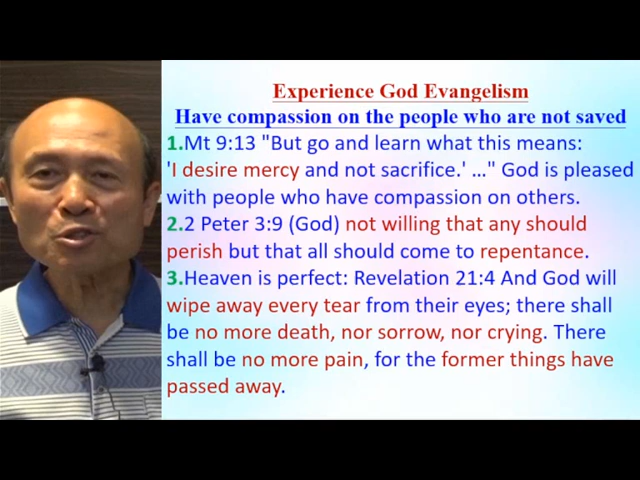 Experience God Evangelism
Have compassion on the people who are not saved
1.Mt 9:13 "But go and learn what this means:
'I desire mercy and not sacrifice.' …" God is pleased
with people who have compassion on others.
2.2 Peter 3:9 (God) not willing that any should
perish but that all should come to repentance.
3.Heaven is perfect: Revelation 21:4 And God will
wipe away every tear from their eyes; there shall
be no more death, nor sorrow, nor crying. There
shall be no more pain, for the former things have
passed away.